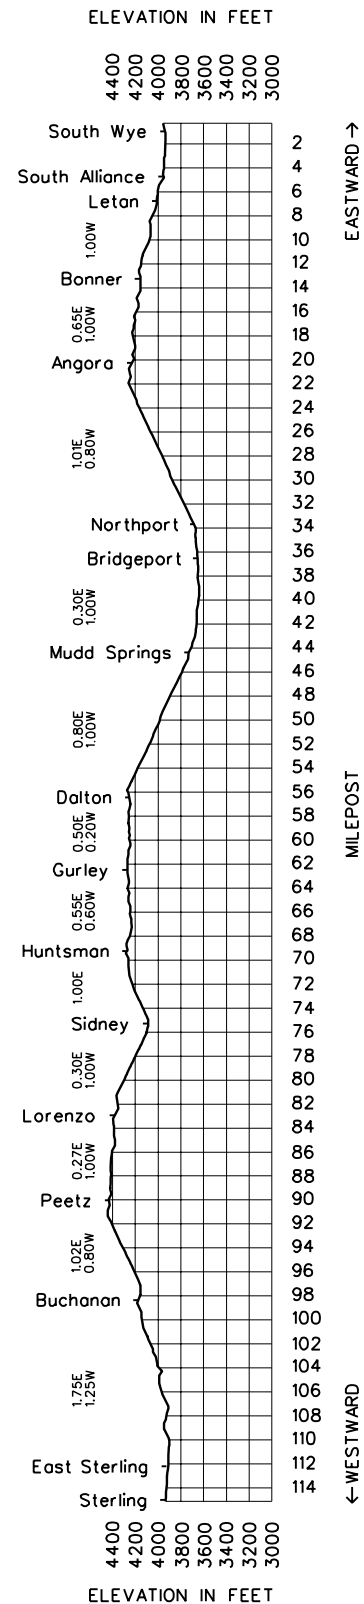 ELEVATION IN FEET
4400 4200 4000 3800 3600 3400 3200 3000
EASTWARD →
South Wye
2
4
South Alliance
6
Letan
8
1.00W
10
12
Bonner
14
16
0.65E
1.00W
18
Angora
20
22
24
26
1.01E
0.80W
28
30
32
Northport
34
36
Bridgeport
38
0.30E
1.00W
40
42
Mudd Springs
44
46
48
0.80E
1.00W
50
52
54
MILEPOST
Dalton
56
58
0.50E
0.20W
60
Gurley
62
64
0.55E
0.60W
66
68
Huntsman
70
1.00E
72
74
Sidney
76
78
0.30E
1.00W
80
82
Lorenzo
84
0.27E
1.00W
86
88
Peetz
90
92
1.02E
0.80W
94
96
Buchanan
98
100
102
104
1.75E
1.25W
106
108
110
East Sterling
112
114
Sterling
← WESTWARD
4400 4200 4000 3800 3600 3400 3200 3000
ELEVATION IN FEET